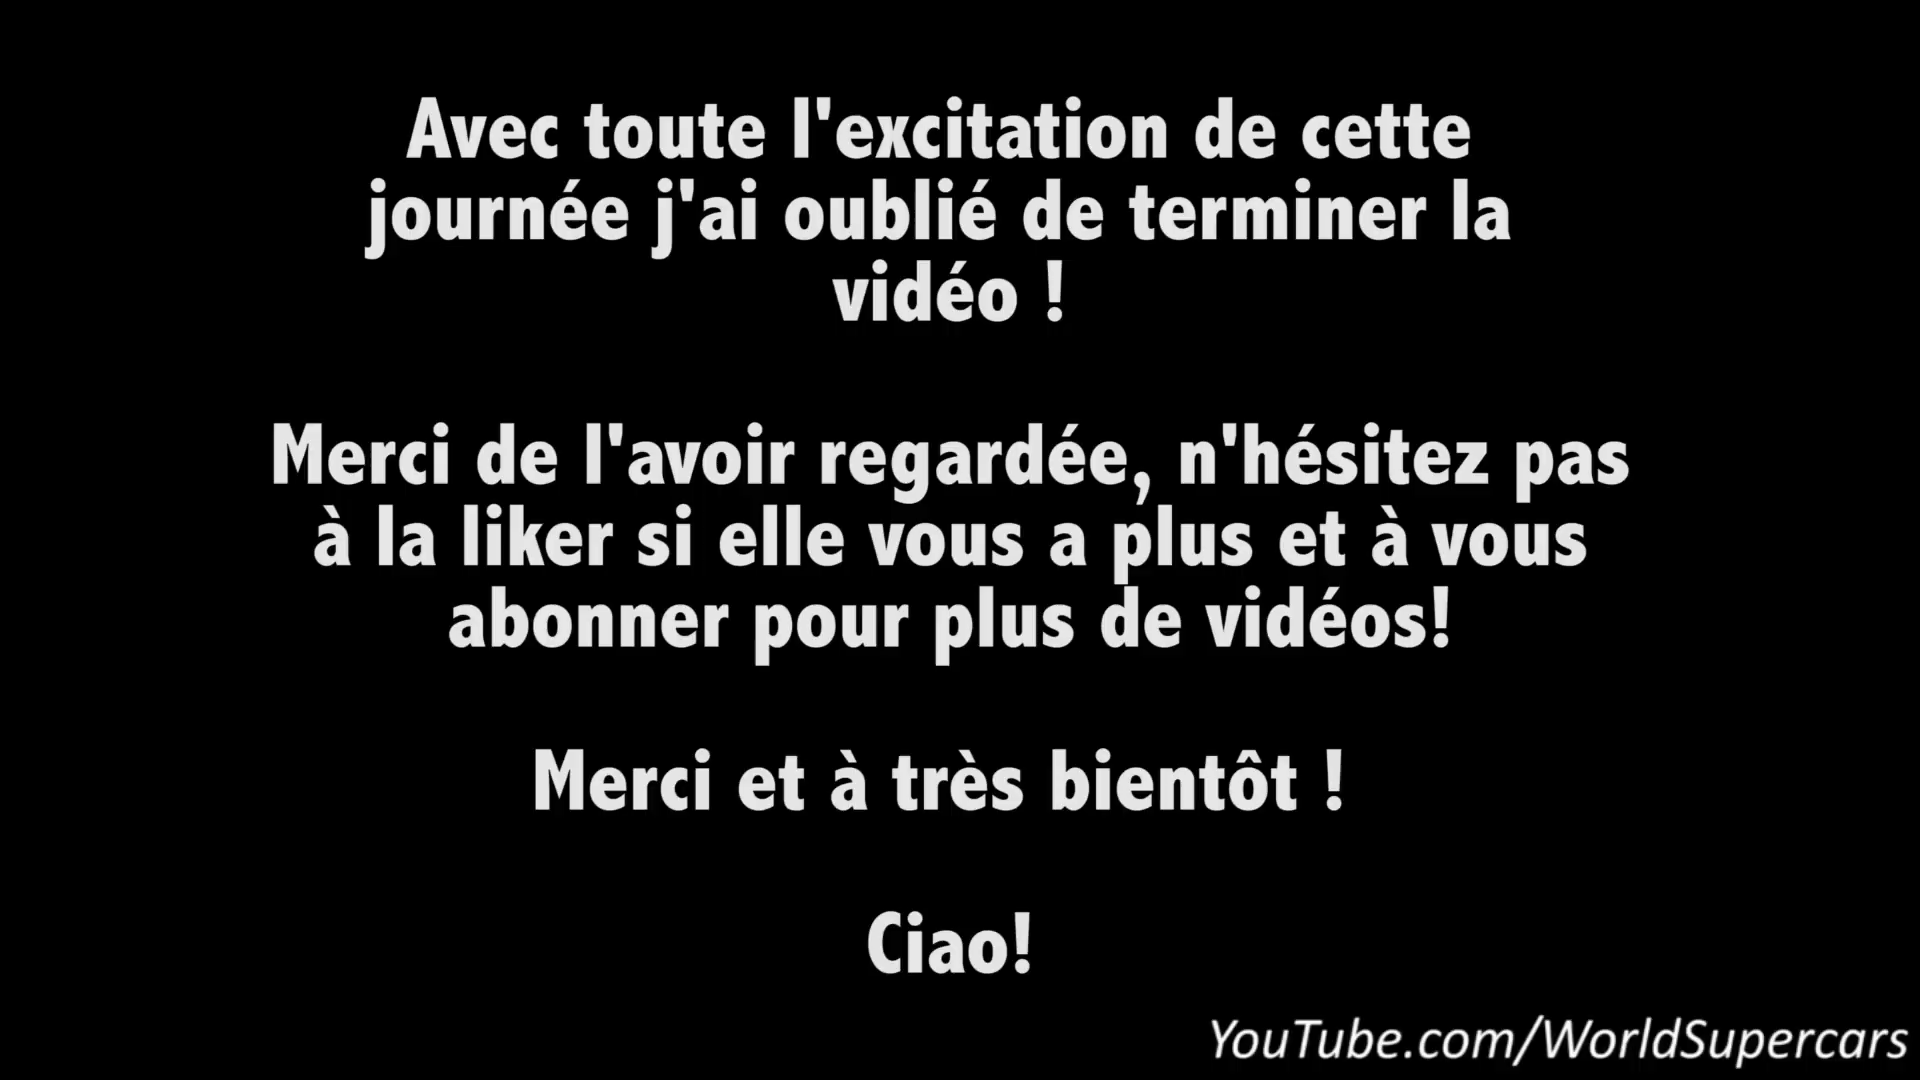 Avec toute l'excitation de cette
journée j'ai oublié de terminer la
vidéo !
Merci de l'avoir regardée, n'hésitez pas
à la liker si elle vous a plus et à vous
abonner pour plus de vidéos!
Merci et à très bientôt !
Ciao!
YouTube.com/WorldSupercars